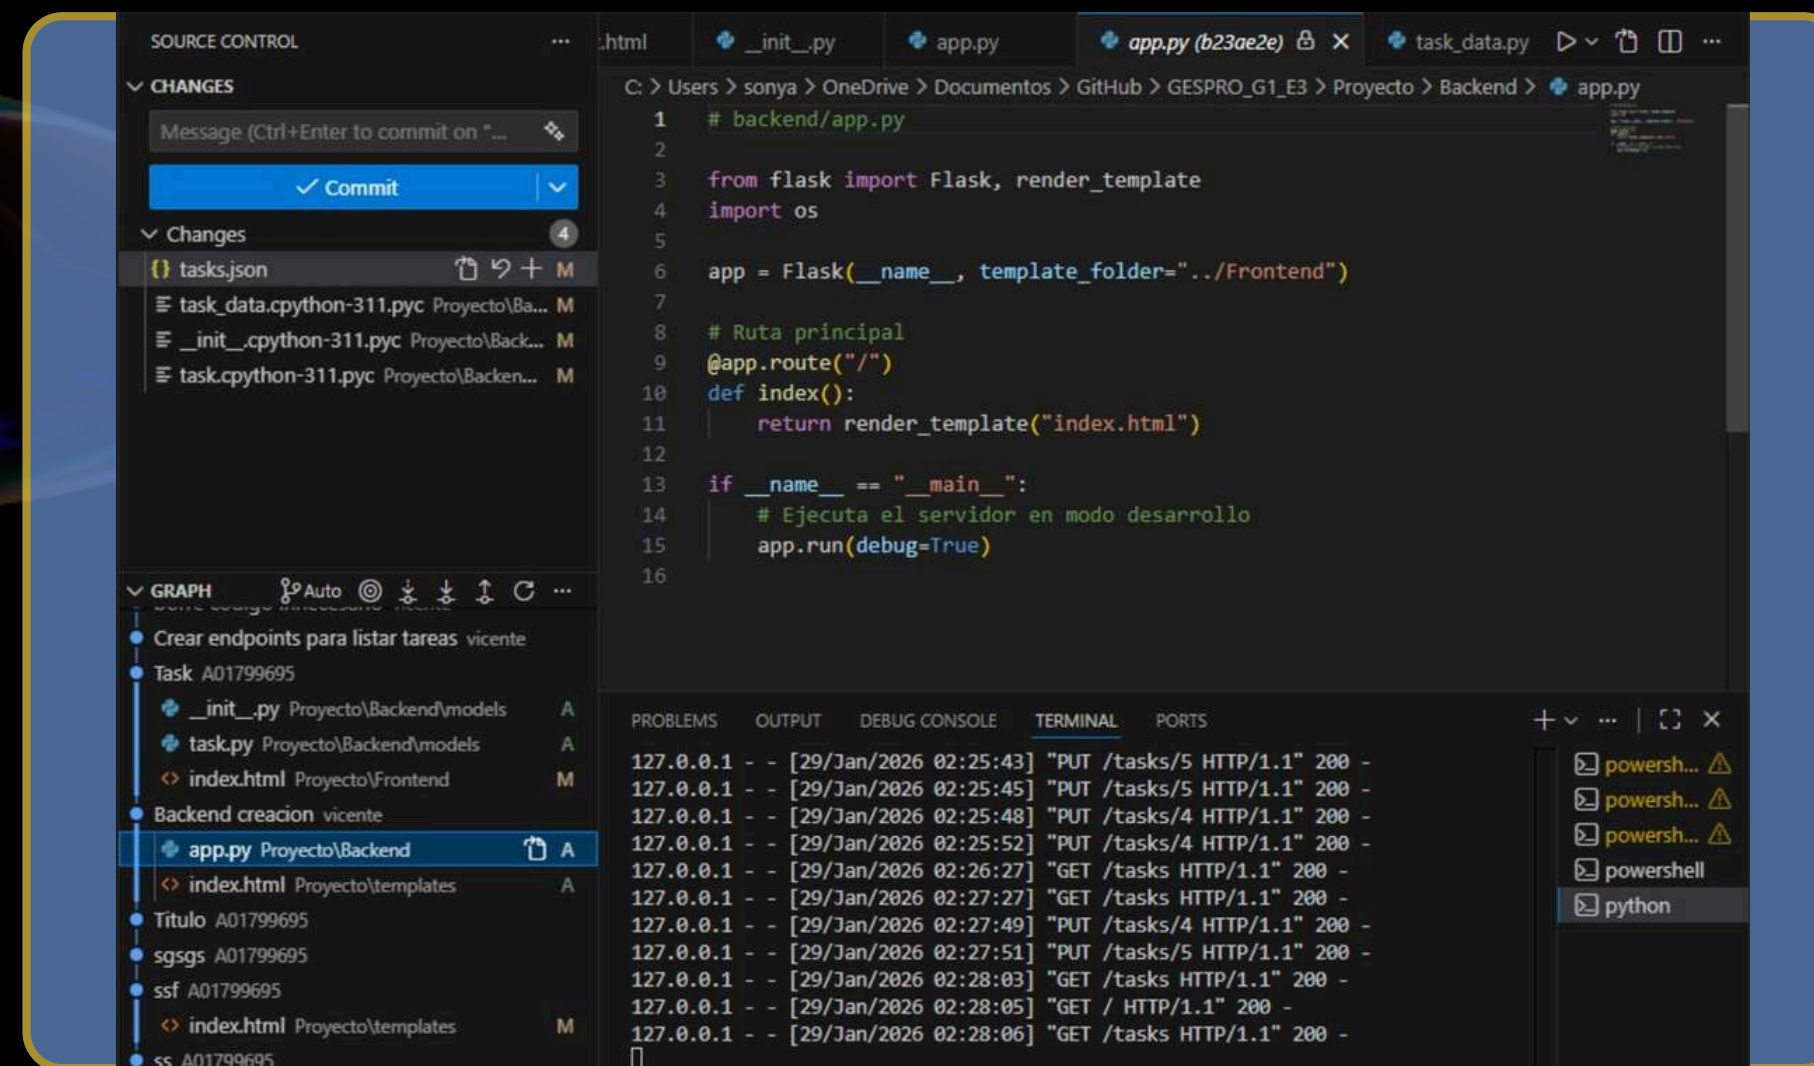 SOURCE CONTROL
CHANGES
Message (Ctrl+Enter to commit on "...
Commit
Changes 4
{} tasks.json M
task_data.cpython-311.pyc Proyecto\Ba... M
__init__.cpython-311.pyc Proyecto\Back... M
task.cpython-311.pyc Proyecto\Backen... M
GRAPH Auto
Crear endpoints para listar tareas vicente
Task A01799695
__init__.py Proyecto\Backend\models A
task.py Proyecto\Backend\models A
index.html Proyecto\Frontend M
Backend creacion vicente
app.py Proyecto\Backend A
index.html Proyecto\templates A
Titulo A01799695
sgsgs A01799695
ssf A01799695
index.html Proyecto\templates M
ss A01799695
.html __init__.py app.py app.py (b23ae2e) task_data.py
C: > Users > sonya > OneDrive > Documentos > GitHub > GESPRO_G1_E3 > Proyecto > Backend > app.py
1 # backend/app.py
2
3 from flask import Flask, render_template
4 import os
5
6 app = Flask(__name__, template_folder="../Frontend")
7
8 # Ruta principal
9 @app.route("/")
10 def index():
11 return render_template("index.html")
12
13 if __name__ == "__main__":
14 # Ejecuta el servidor en modo desarrollo
15 app.run(debug=True)
16
PROBLEMS OUTPUT DEBUG CONSOLE TERMINAL PORTS
127.0.0.1 - - [29/Jan/2026 02:25:43] "PUT /tasks/5 HTTP/1.1" 200 -
127.0.0.1 - - [29/Jan/2026 02:25:45] "PUT /tasks/5 HTTP/1.1" 200 -
127.0.0.1 - - [29/Jan/2026 02:25:48] "PUT /tasks/4 HTTP/1.1" 200 -
127.0.0.1 - - [29/Jan/2026 02:25:52] "PUT /tasks/4 HTTP/1.1" 200 -
127.0.0.1 - - [29/Jan/2026 02:26:27] "GET /tasks HTTP/1.1" 200 -
127.0.0.1 - - [29/Jan/2026 02:27:27] "GET /tasks HTTP/1.1" 200 -
127.0.0.1 - - [29/Jan/2026 02:27:49] "PUT /tasks/4 HTTP/1.1" 200 -
127.0.0.1 - - [29/Jan/2026 02:27:51] "PUT /tasks/5 HTTP/1.1" 200 -
127.0.0.1 - - [29/Jan/2026 02:28:03] "GET /tasks HTTP/1.1" 200 -
127.0.0.1 - - [29/Jan/2026 02:28:05] "GET / HTTP/1.1" 200 -
127.0.0.1 - - [29/Jan/2026 02:28:06] "GET /tasks HTTP/1.1" 200 -
powersh...
powersh...
powersh...
powershell
python